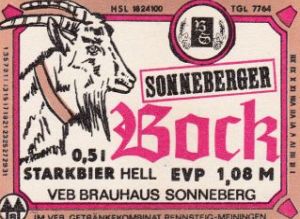 HSL 1824100 TGL 7764
BS
SONNEBERGER
Bock
0,5 l
STARKBIER HELL EVP 1,08 M
VEB BRAUHAUS SONNEBERG
IM VEB GETRÄNKEKOMBINAT RENNSTEIG-MEININGEN